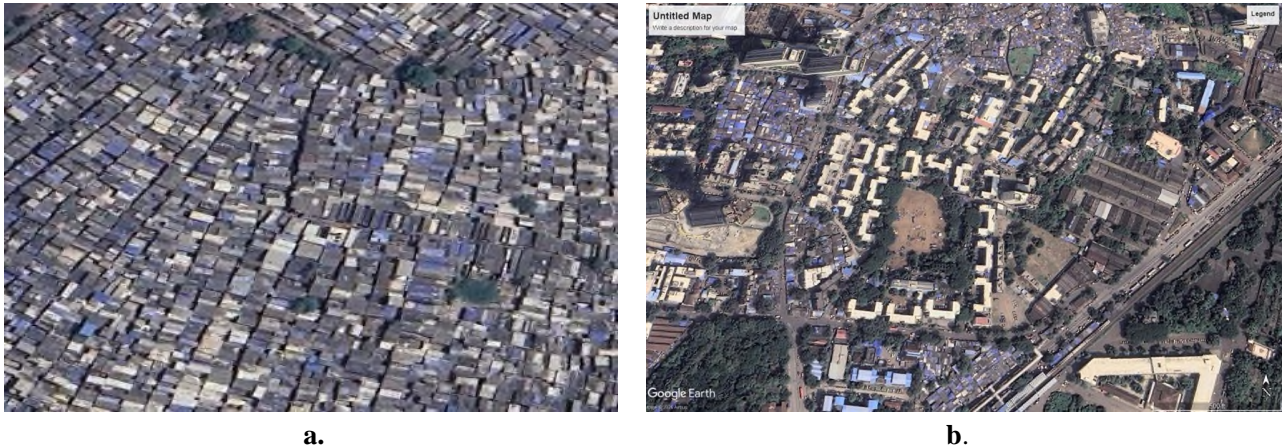 Untitled Map
Write a description for your map.
Legend
Google Earth
a.
b.